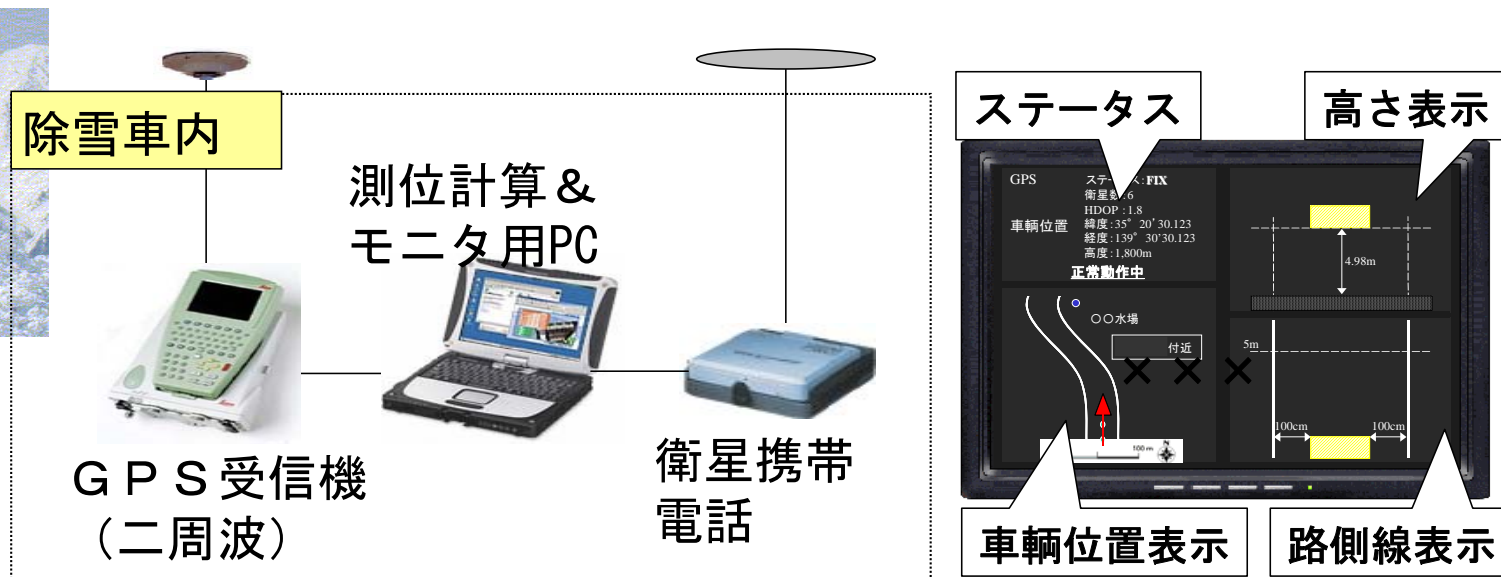 除雪車内
測位計算＆
モニタ用PC
ＧＰＳ受信機
（二周波）
衛星携帯
電話
ステータス
高さ表示
GPS
ステータス:FIX
衛星数:6
HDOP :1.8
車輌位置
緯度:35° 20' 30.123
経度:139° 30'30.123
高度:1,800m
正常動作中
4.98m
○○水場
付近
×××
5m
100cm
100cm
100 m
N
車輌位置表示
路側線表示